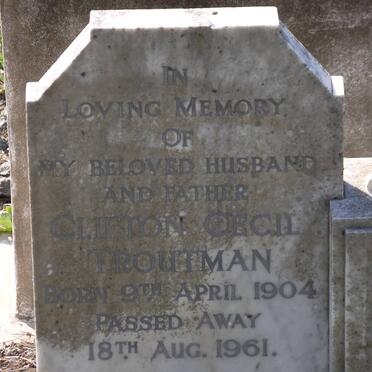 IN
LOVING MEMORY
OF
MY BELOVED HUSBAND
AND FATHER
CLIFTON CECIL
TROUTMAN
BORN 9TH APRIL 1904
PASSED AWAY
18TH AUG. 1961.